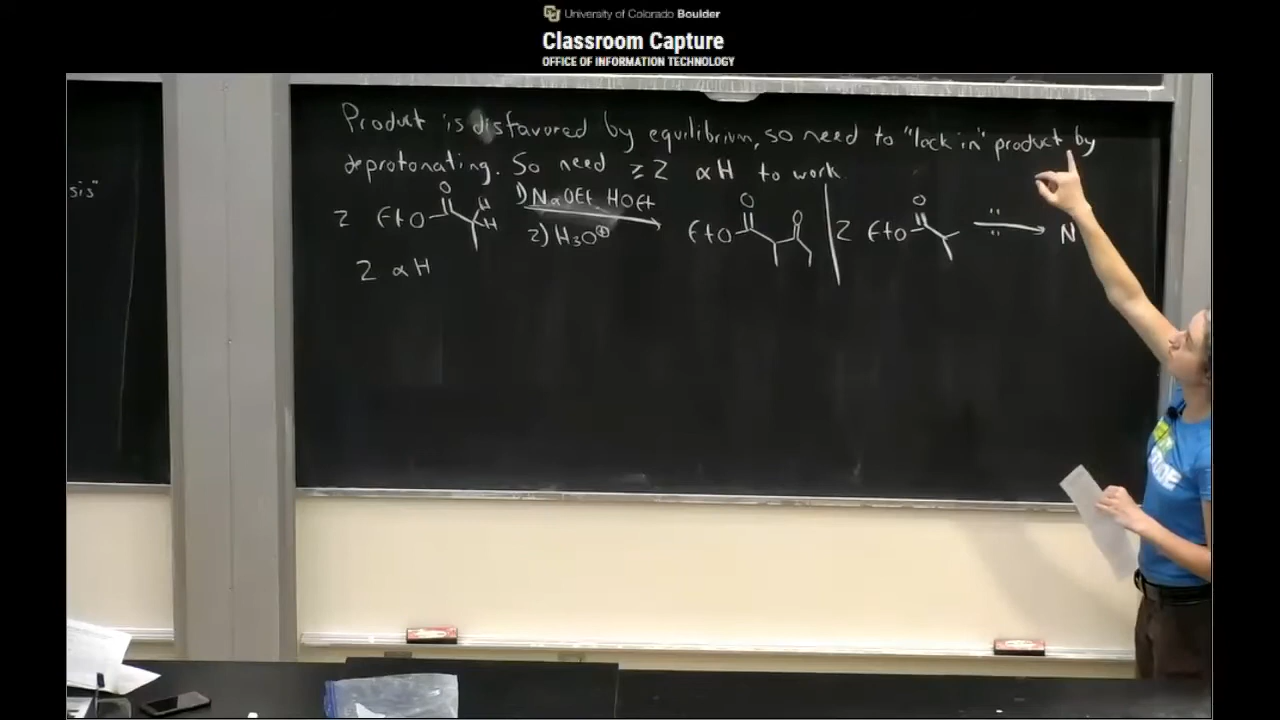 University of Colorado Boulder
Classroom Capture
OFFICE OF INFORMATION TECHNOLOGY
Product is disfavored by equilibrium, so need to "lock in" product by
deprotonating. So need ≥ 2 αH to work.
sis"
2 EtO O H H 1) NaOEt, HOEt EtO O O 2 EtO O " " N
2) H3O⊕
2 αH